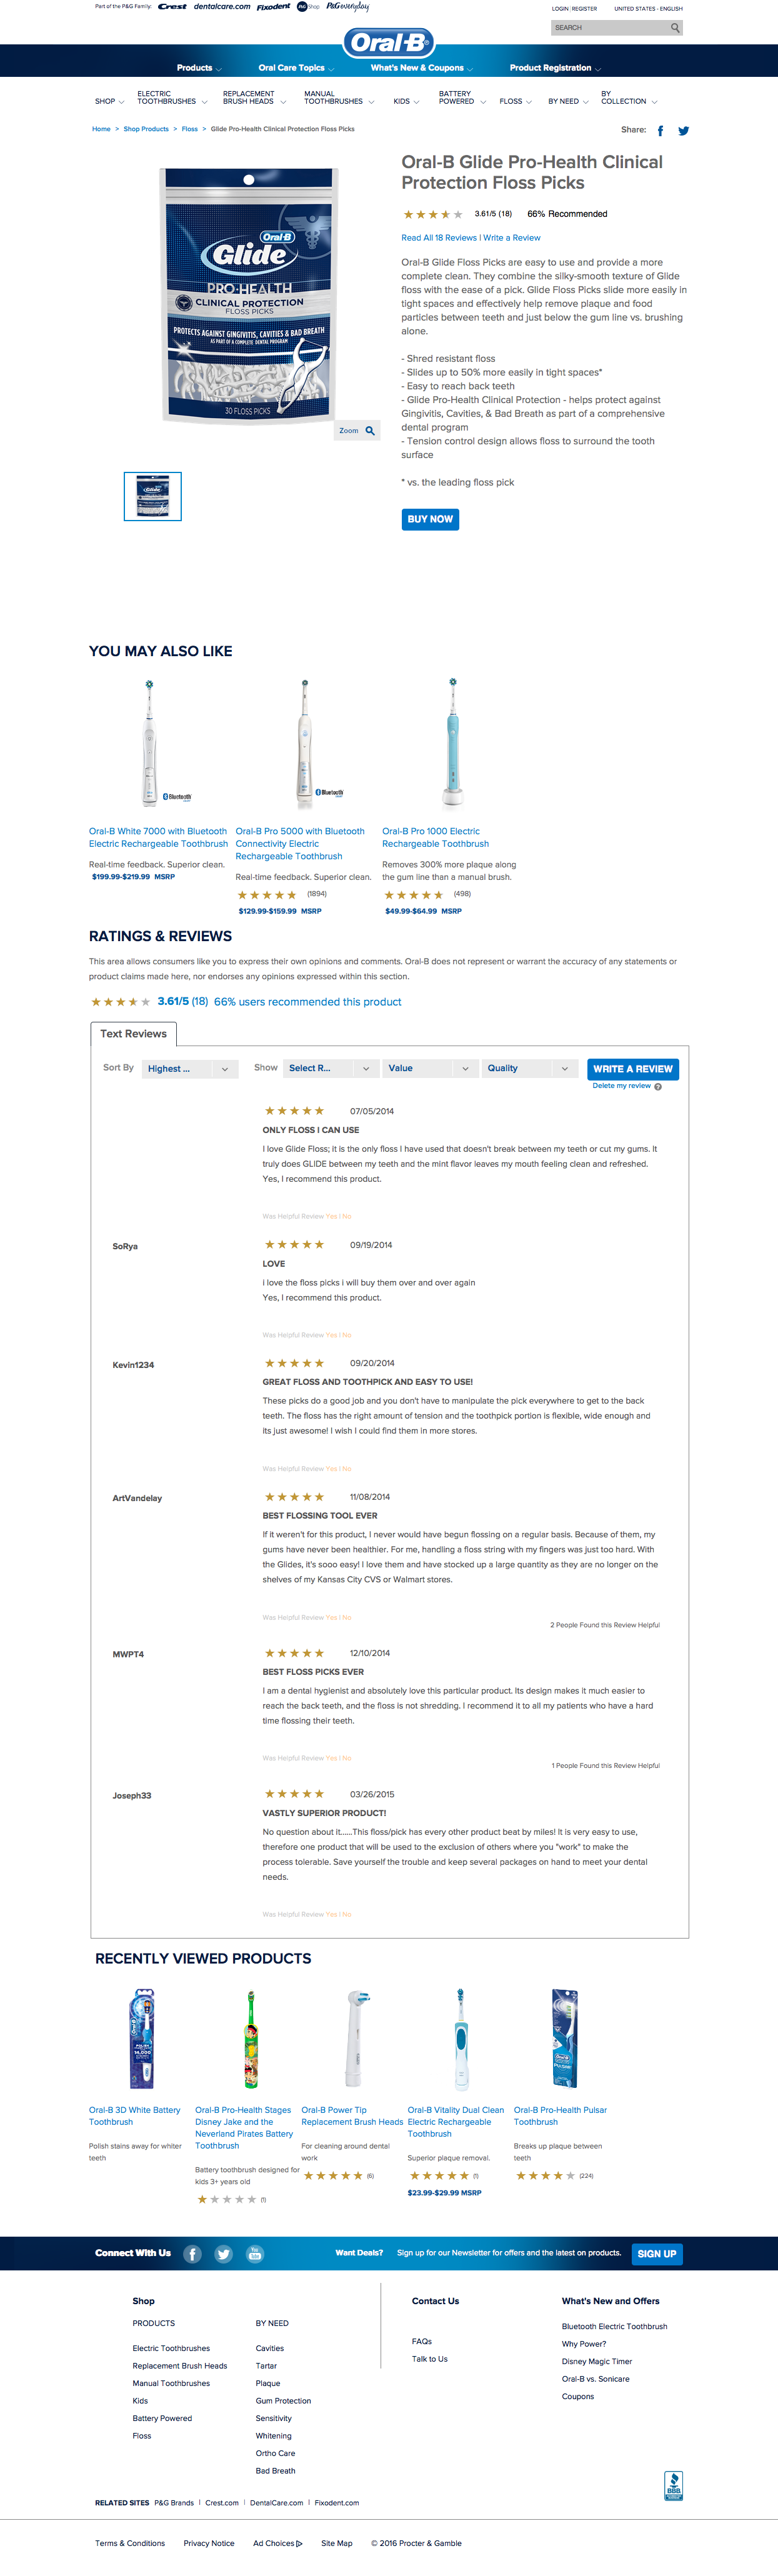 Part of the P&G Family: Crest dentalcare.com Fixodent P&G Shop P&G everyday
LOGIN | REGISTER UNITED STATES - ENGLISH
SEARCH
Oral-B
Products Oral Care Topics What's New & Coupons Product Registration
SHOP ELECTRIC TOOTHBRUSHES REPLACEMENT BRUSH HEADS MANUAL TOOTHBRUSHES KIDS BATTERY POWERED FLOSS BY NEED BY COLLECTION
Home > Shop Products > Floss > Glide Pro-Health Clinical Protection Floss Picks
Share:
Oral-B
Glide
PRO-HEALTH
CLINICAL PROTECTION
FLOSS PICKS
PROTECTS AGAINST GINGIVITIS, CAVITIES & BAD BREATH
AS PART OF A COMPLETE DENTAL PROGRAM
30 FLOSS PICKS
Zoom
Oral-B Glide Pro-Health Clinical
Protection Floss Picks
3.61/5 (18) 66% Recommended
Read All 18 Reviews | Write a Review
Oral-B Glide Floss Picks are easy to use and provide a more
complete clean. They combine the silky-smooth texture of Glide
floss with the ease of a pick. Glide Floss Picks slide more easily in
tight spaces and effectively help remove plaque and food
particles between teeth and just below the gum line vs. brushing
alone.
- Shred resistant floss
- Slides up to 50% more easily in tight spaces*
- Easy to reach back teeth
- Glide Pro-Health Clinical Protection - helps protect against
Gingivitis, Cavities, & Bad Breath as part of a comprehensive
dental program
- Tension control design allows floss to surround the tooth
surface
* vs. the leading floss pick
BUY NOW
YOU MAY ALSO LIKE
Bluetooth
Bluetooth
Oral-B White 7000 with Bluetooth
Electric Rechargeable Toothbrush
Real-time feedback. Superior clean.
$199.99-$219.99 MSRP
Oral-B Pro 5000 with Bluetooth
Connectivity Electric
Rechargeable Toothbrush
Real-time feedback. Superior clean.
(1894)
$129.99-$159.99 MSRP
Oral-B Pro 1000 Electric
Rechargeable Toothbrush
Removes 300% more plaque along
the gum line than a manual brush.
(498)
$49.99-$64.99 MSRP
RATINGS & REVIEWS
This area allows consumers like you to express their own opinions and comments. Oral-B does not represent or warrant the accuracy of any statements or
product claims made here, nor endorses any opinions expressed within this section.
3.61/5 (18) 66% users recommended this product
Text Reviews
Sort By Highest ... Show Select R... Value Quality WRITE A REVIEW
Delete my review ?
07/05/2014
ONLY FLOSS I CAN USE
I love Glide Floss; it is the only floss I have used that doesn't break between my teeth or cut my gums. It
truly does GLIDE between my teeth and the mint flavor leaves my mouth feeling clean and refreshed.
Yes, I recommend this product.
Was Helpful Review Yes | No
SoRya 09/19/2014
LOVE
i love the floss picks i will buy them over and over again
Yes, I recommend this product.
Was Helpful Review Yes | No
Kevin1234 09/20/2014
GREAT FLOSS AND TOOTHPICK AND EASY TO USE!
These picks do a good job and you don't have to manipulate the pick everywhere to get to the back
teeth. The floss has the right amount of tension and the toothpick portion is flexible, wide enough and
its just awesome! I wish I could find them in more stores.
Was Helpful Review Yes | No
ArtVandelay 11/08/2014
BEST FLOSSING TOOL EVER
If it weren't for this product, I never would have begun flossing on a regular basis. Because of them, my
gums have never been healthier. For me, handling a floss string with my fingers was just too hard. With
the Glides, it's sooo easy! I love them and have stocked up a large quantity as they are no longer on the
shelves of my Kansas City CVS or Walmart stores.
Was Helpful Review Yes | No
2 People Found this Review Helpful
MWPT4 12/10/2014
BEST FLOSS PICKS EVER
I am a dental hygienist and absolutely love this particular product. Its design makes it much easier to
reach the back teeth, and the floss is not shredding. I recommend it to all my patients who have a hard
time flossing their teeth.
Was Helpful Review Yes | No
1 People Found this Review Helpful
Joseph33 03/26/2015
VASTLY SUPERIOR PRODUCT!
No question about it......This floss/pick has every other product beat by miles! It is very easy to use,
therefore one product that will be used to the exclusion of others where you "work" to make the
process tolerable. Save yourself the trouble and keep several packages on hand to meet your dental
needs.
Was Helpful Review Yes | No
RECENTLY VIEWED PRODUCTS
Oral-B 3D White Battery
Toothbrush
Polish stains away for whiter
teeth
Oral-B Pro-Health Stages
Disney Jake and the
Neverland Pirates Battery
Toothbrush
Battery toothbrush designed for
kids 3+ years old
(1)
Oral-B Power Tip
Replacement Brush Heads
For cleaning around dental
work
(6)
Oral-B Vitality Dual Clean
Electric Rechargeable
Toothbrush
Superior plaque removal.
(1)
$23.99-$29.99 MSRP
Oral-B Pro-Health Pulsar
Toothbrush
Breaks up plaque between
teeth
(224)
Connect With Us Want Deals? Sign up for our Newsletter for offers and the latest on products. SIGN UP
Shop
PRODUCTS
Electric Toothbrushes
Replacement Brush Heads
Manual Toothbrushes
Kids
Battery Powered
Floss
BY NEED
Cavities
Tartar
Plaque
Gum Protection
Sensitivity
Whitening
Ortho Care
Bad Breath
Contact Us
FAQs
Talk to Us
What's New and Offers
Bluetooth Electric Toothbrush
Why Power?
Disney Magic Timer
Oral-B vs. Sonicare
Coupons
BBB
RELATED SITES P&G Brands | Crest.com | DentalCare.com | Fixodent.com
Terms & Conditions Privacy Notice Ad Choices Site Map © 2016 Procter & Gamble